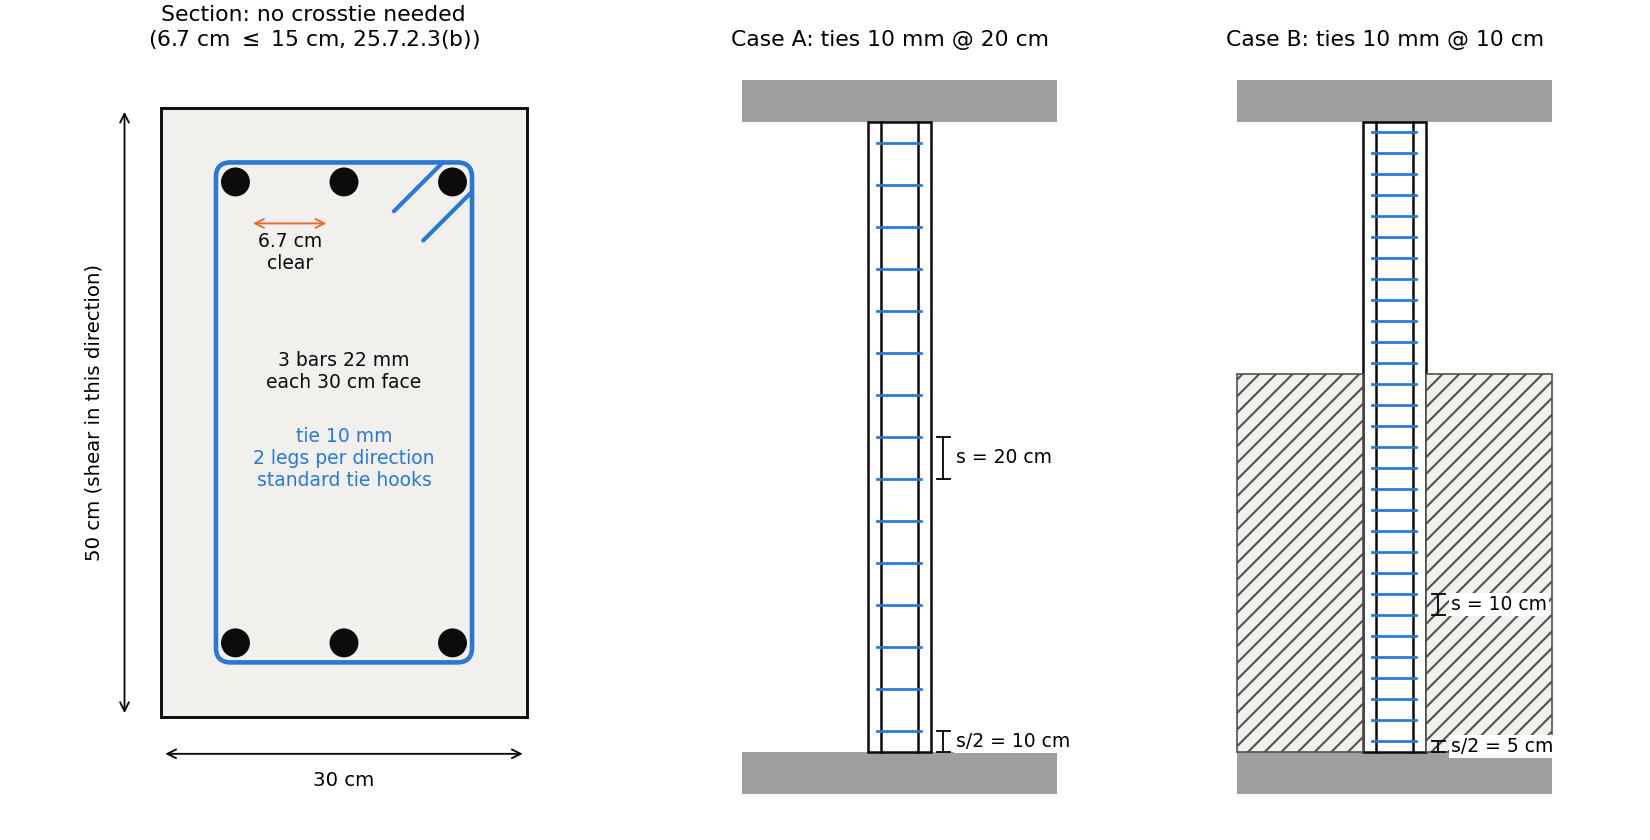 Section: no crosstie needed
(6.7 cm ≤ 15 cm, 25.7.2.3(b))
50 cm (shear in this direction)
6.7 cm
clear
3 bars 22 mm
each 30 cm face
tie 10 mm
2 legs per direction
standard tie hooks
30 cm
Case A: ties 10 mm @ 20 cm
s = 20 cm
s/2 = 10 cm
Case B: ties 10 mm @ 10 cm
s = 10 cm
s/2 = 5 cm